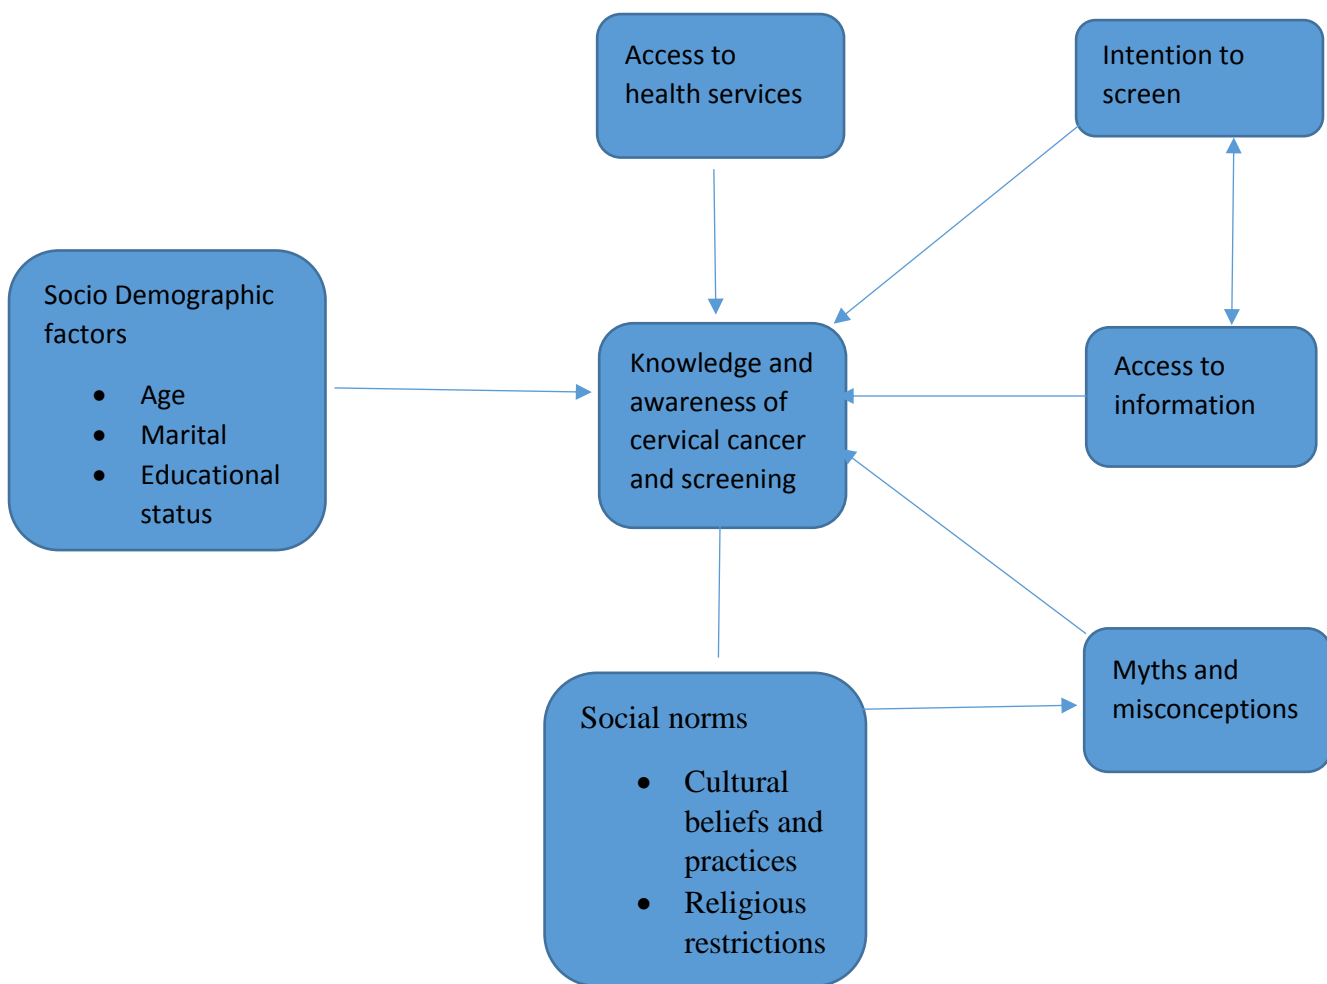 Access to
health services
Intention to
screen
Socio Demographic
factors
• Age
• Marital
• Educational
status
Knowledge and
awareness of
cervical cancer
and screening
Access to
information
Social norms
• Cultural
beliefs and
practices
• Religious
restrictions
Myths and
misconceptions